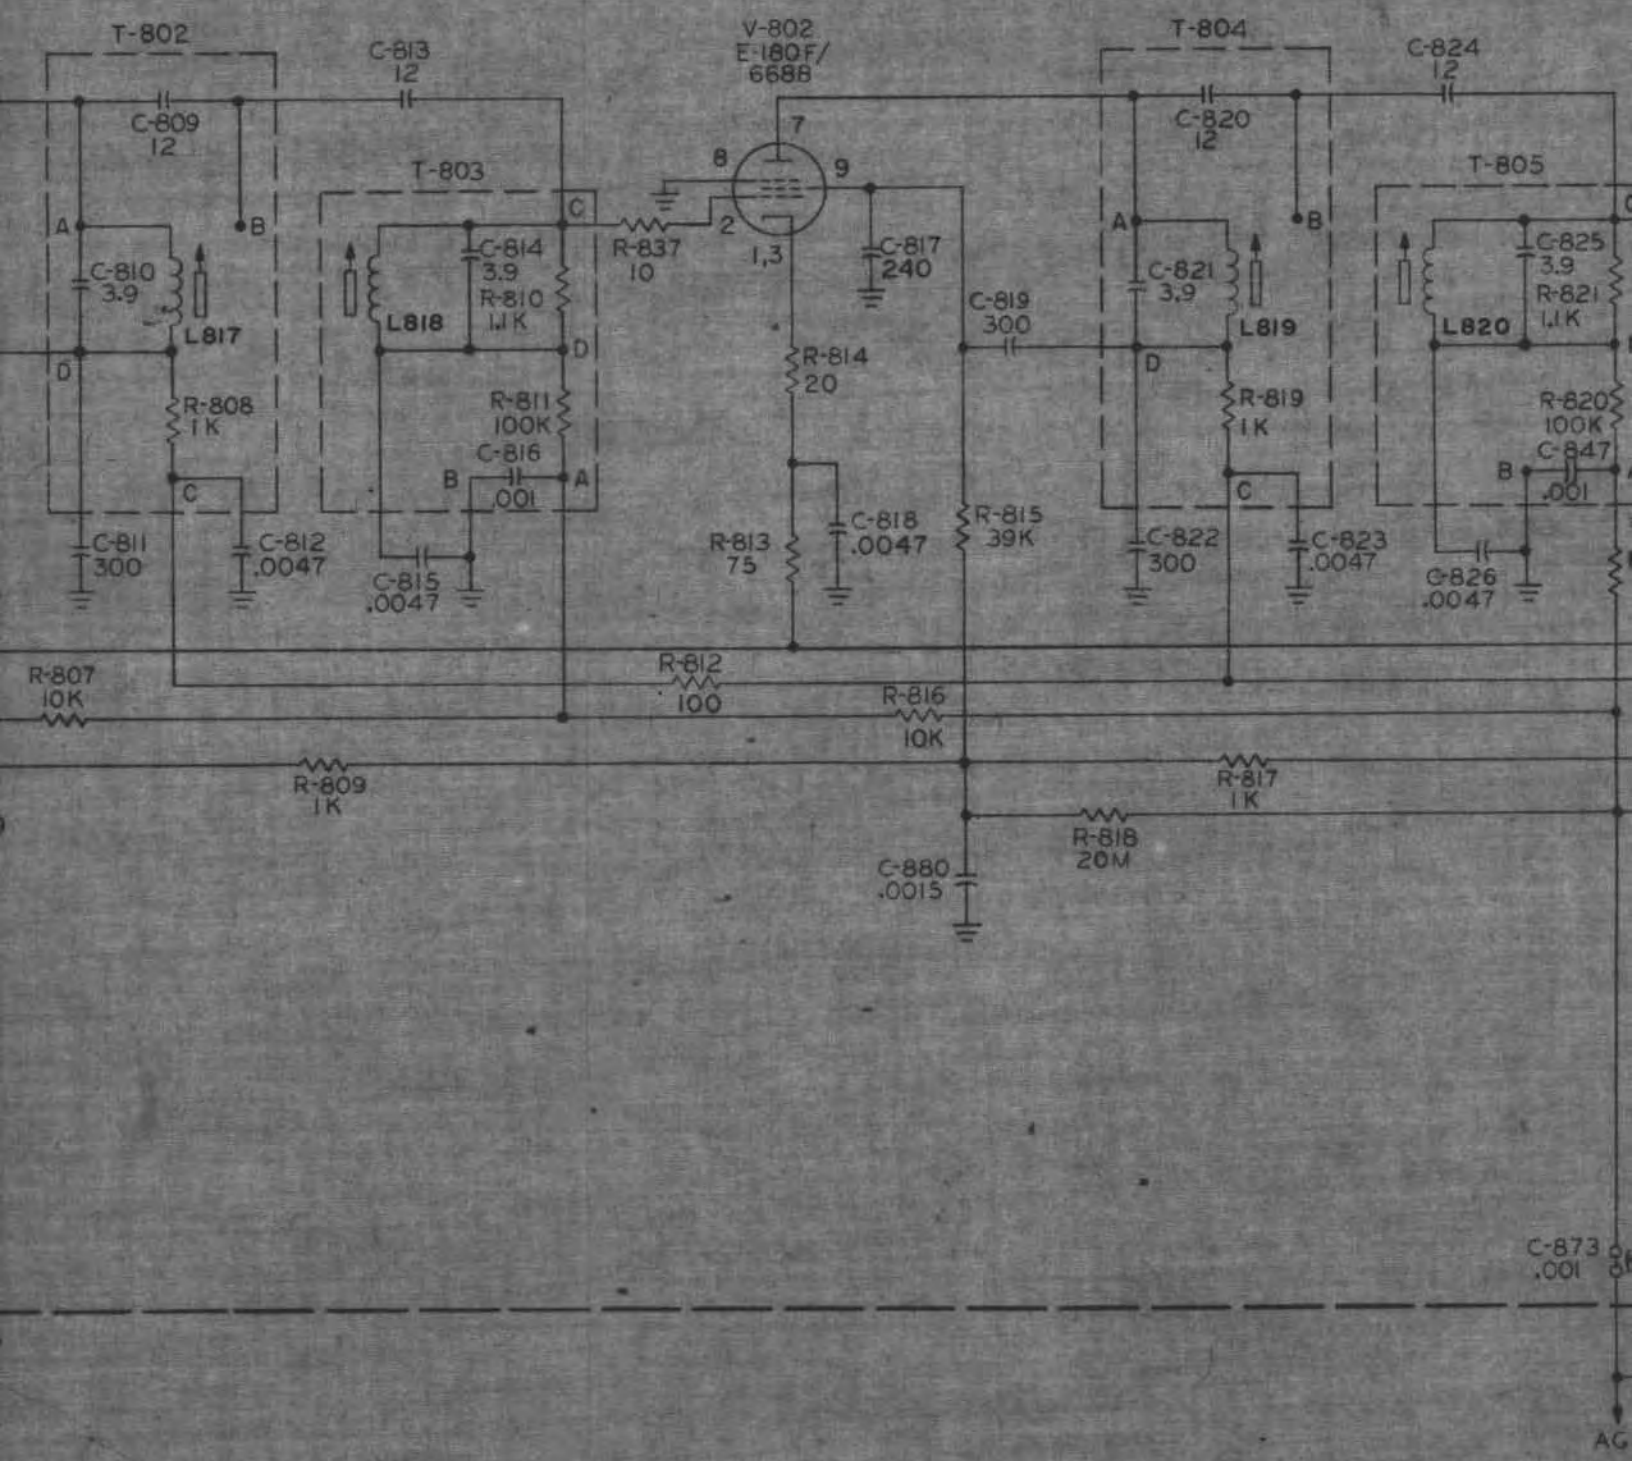 T-802
C-813
12
V-802
E-180F/
6688
T-804
C-824
12
C-809
12
7
C-820
12
8
9
T-803
T-805
C
A
B
2
R-837
10
1,3
C-814
3.9
R-810
1.1K
C-810
3.9
L817
L818
D
D
C-817
240
C-819
300
A
B
C-821
3.9
L819
D
C-825
3.9
R-821
1.1K
L820
R-814
20
R-808
1K
R-811
100K
C-816
.001
B
A
C
R-819
1K
C
R-820
100K
C-847
.001
B
C-811
300
C-812
.0047
C-815
.0047
R-813
75
C-818
.0047
R-815
39K
C-822
300
C-823
.0047
C-826
.0047
R-807
10K
R-812
100
R-816
10K
R-809
1K
R-817
1K
R-818
20M
C-880
.0015
C-873
.001
AG